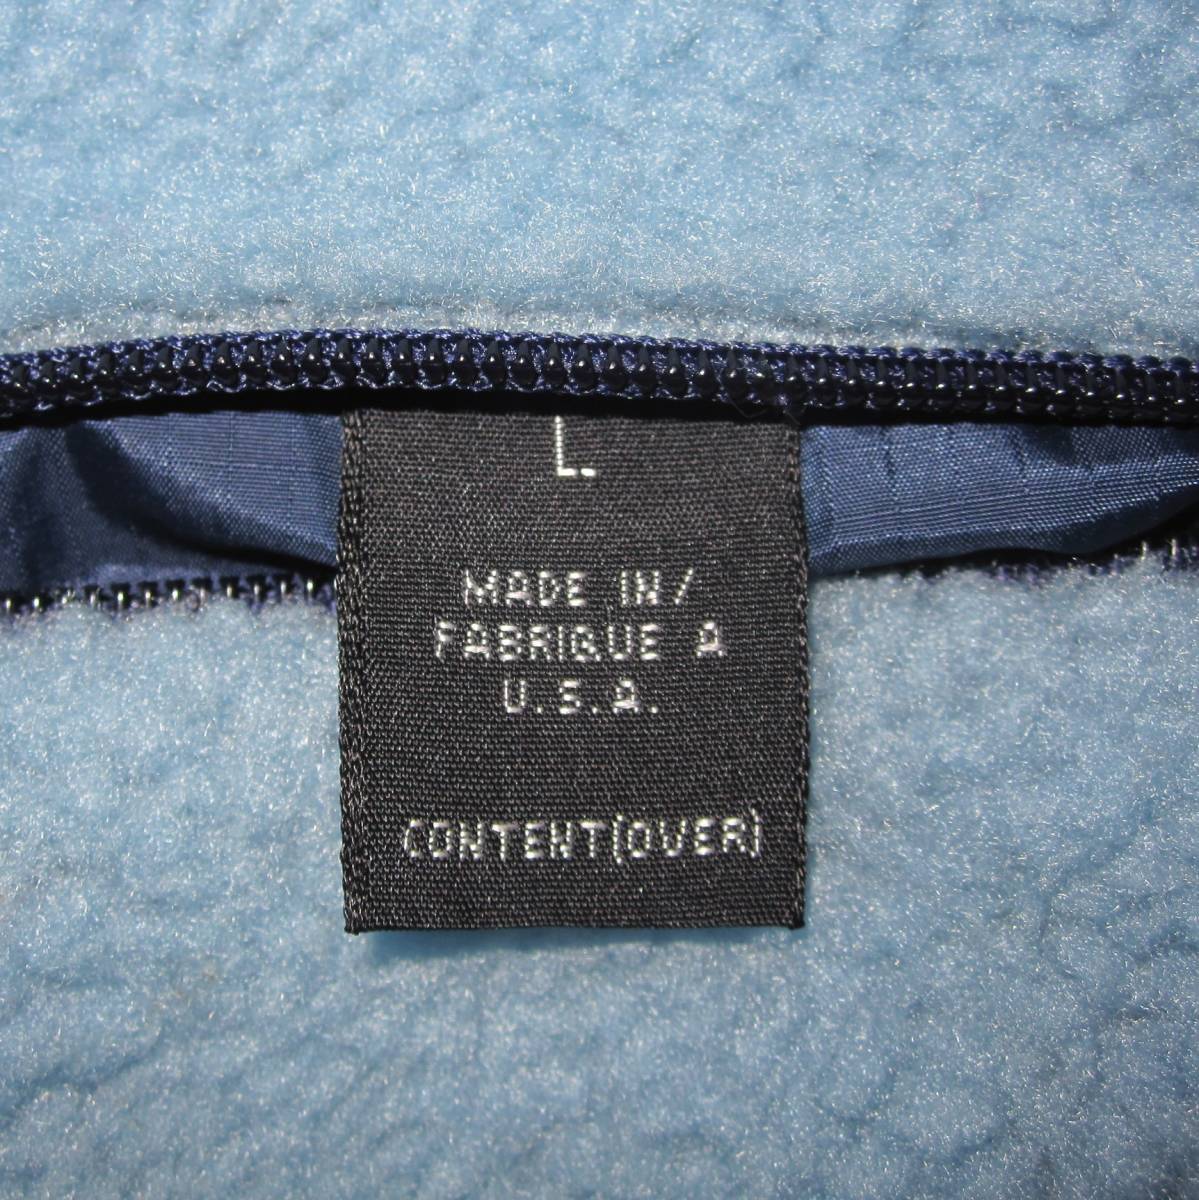 L.
MADE IN/
FABRIQUE A
U.S.A.
CONTENT(OVER)